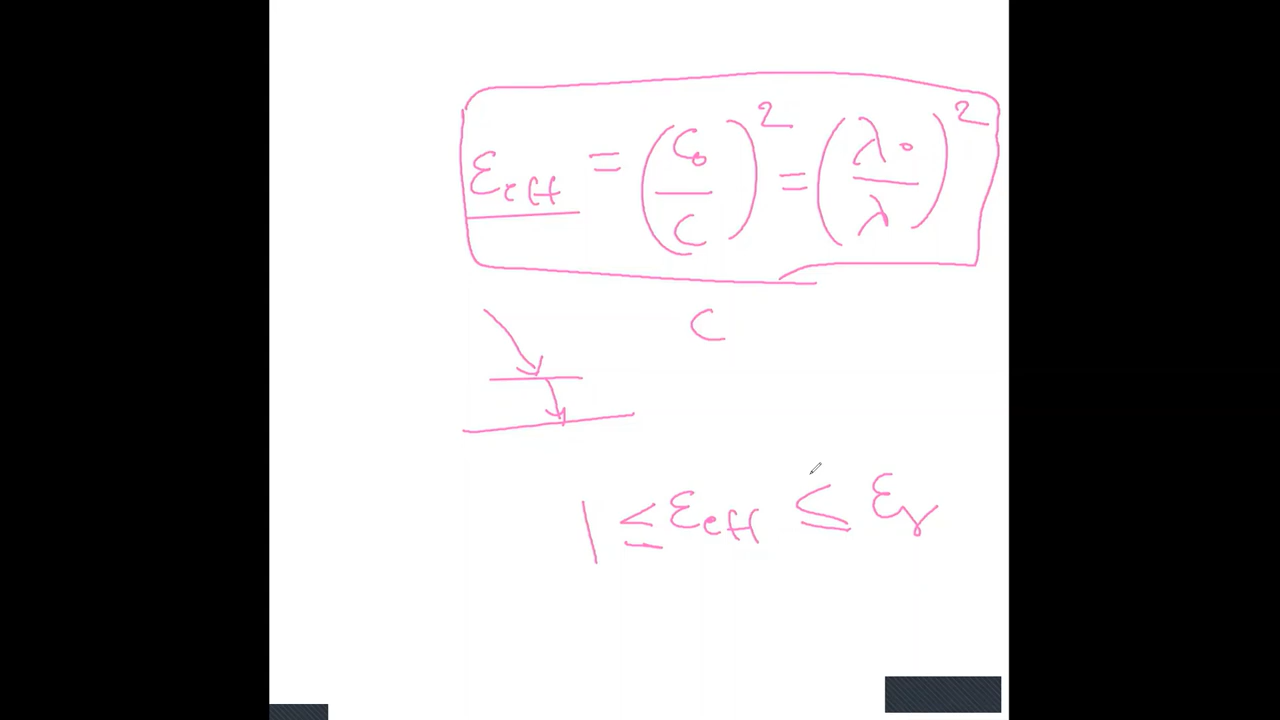 ε_eff = (c₀/c)² = (λ₀/λ)²
c
1 ≤ ε_eff ≤ ε_r